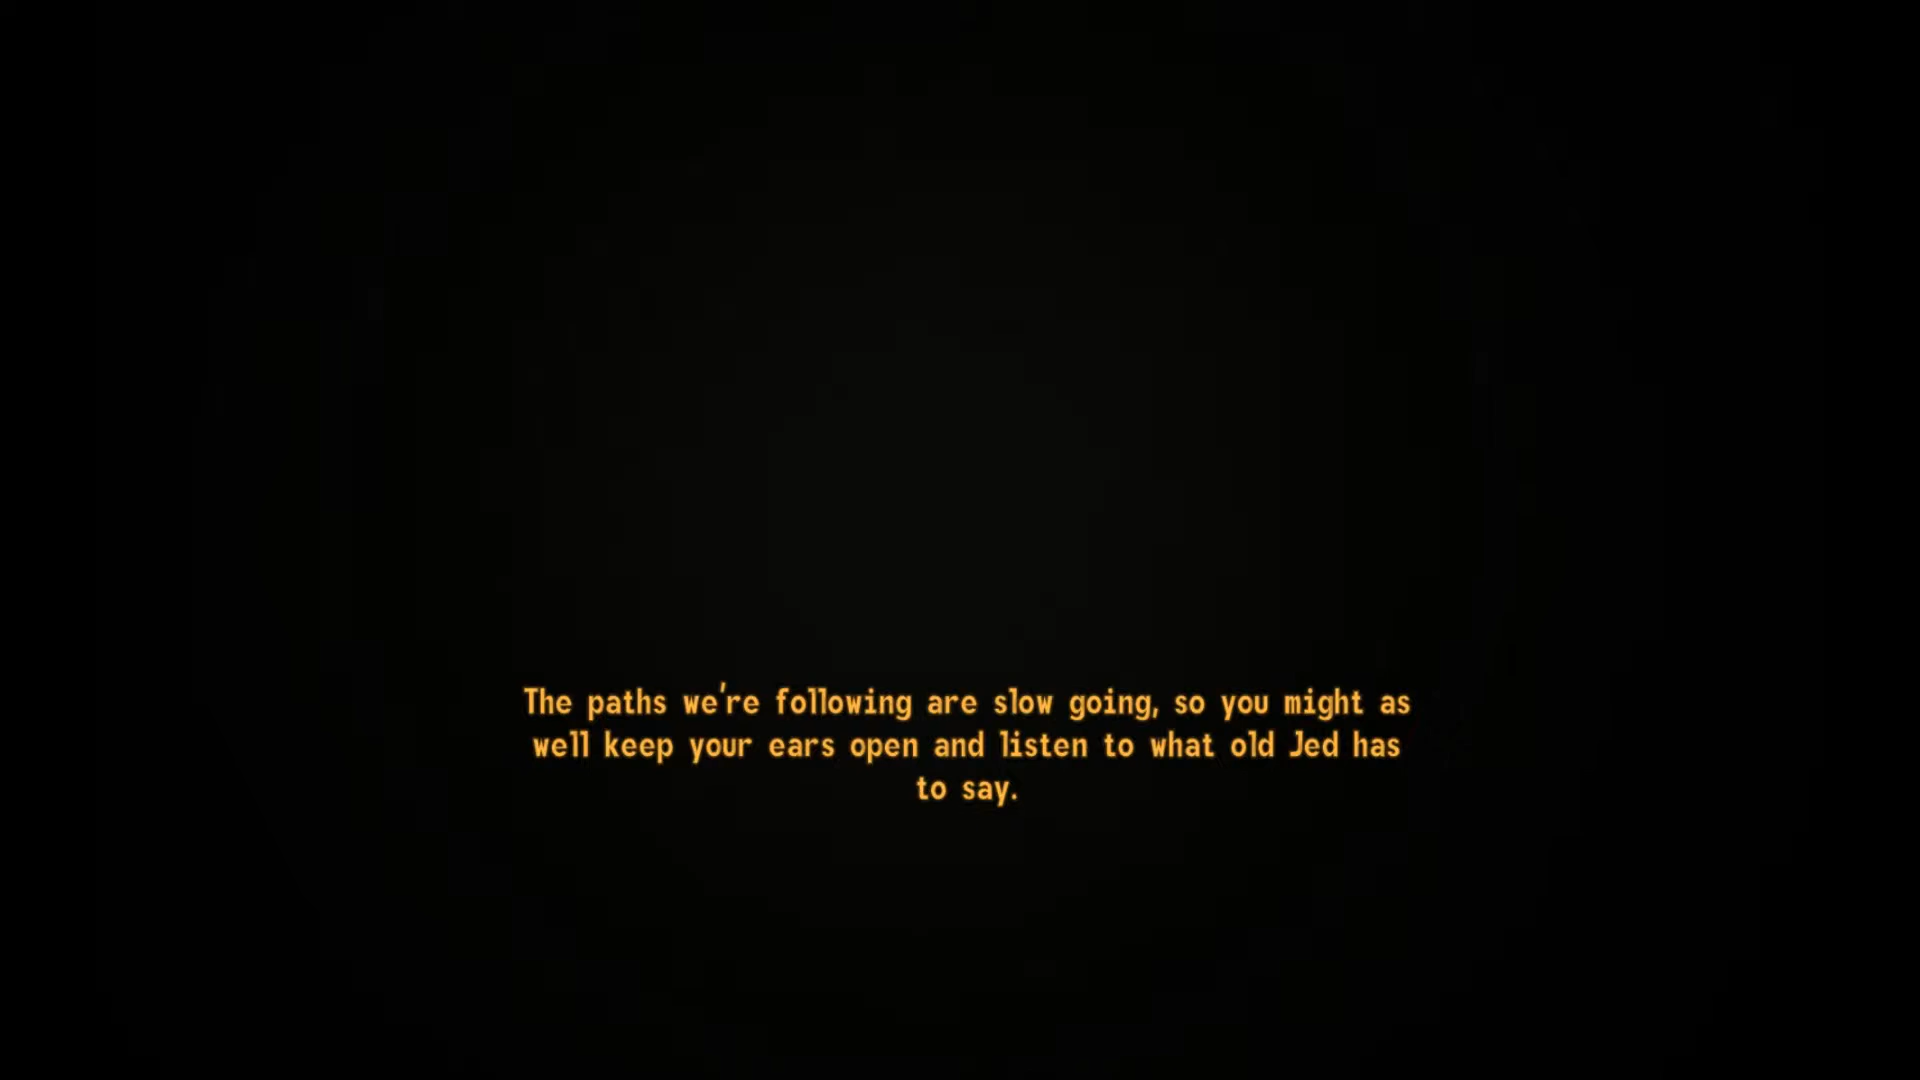 The paths we're following are slow going, so you might as
well keep your ears open and listen to what old Jed has
to say.